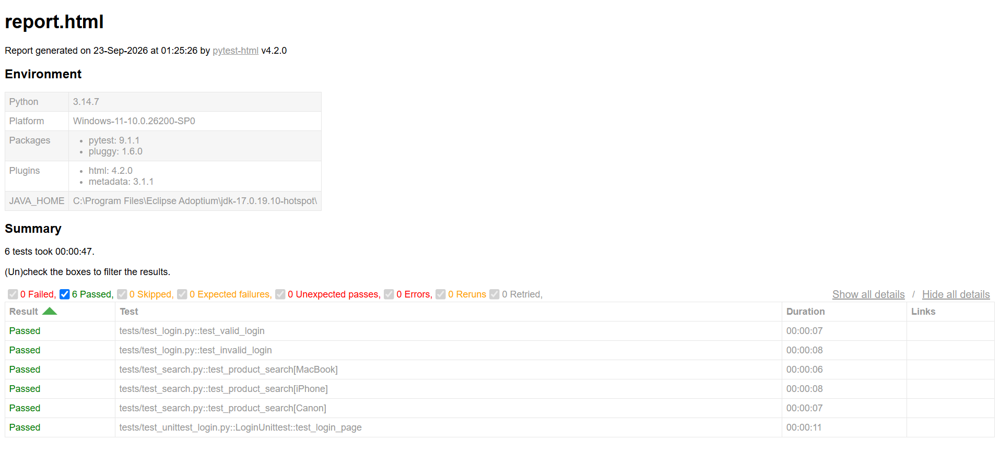 report.html
Report generated on 23-Sep-2026 at 01:25:26 by pytest-html v4.2.0
Environment
Python 3.14.7
Platform Windows-11-10.0.26200-SP0
Packages pytest: 9.1.1
pluggy: 1.6.0
Plugins html: 4.2.0
metadata: 3.1.1
JAVA_HOME C:\Program Files\Eclipse Adoptium\jdk-17.0.19.10-hotspot\
Summary
6 tests took 00:00:47.
(Un)check the boxes to filter the results.
0 Failed, 6 Passed, 0 Skipped, 0 Expected failures, 0 Unexpected passes, 0 Errors, 0 Reruns 0 Retried, Show all details / Hide all details
Result Test Duration Links
Passed tests/test_login.py::test_valid_login 00:00:07
Passed tests/test_login.py::test_invalid_login 00:00:08
Passed tests/test_search.py::test_product_search[MacBook] 00:00:06
Passed tests/test_search.py::test_product_search[iPhone] 00:00:08
Passed tests/test_search.py::test_product_search[Canon] 00:00:07
Passed tests/test_unittest_login.py::LoginUnittest::test_login_page 00:00:11